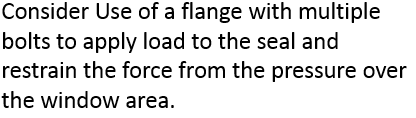 Consider Use of a flange with multiple
bolts to apply load to the seal and
restrain the force from the pressure over
the window area.